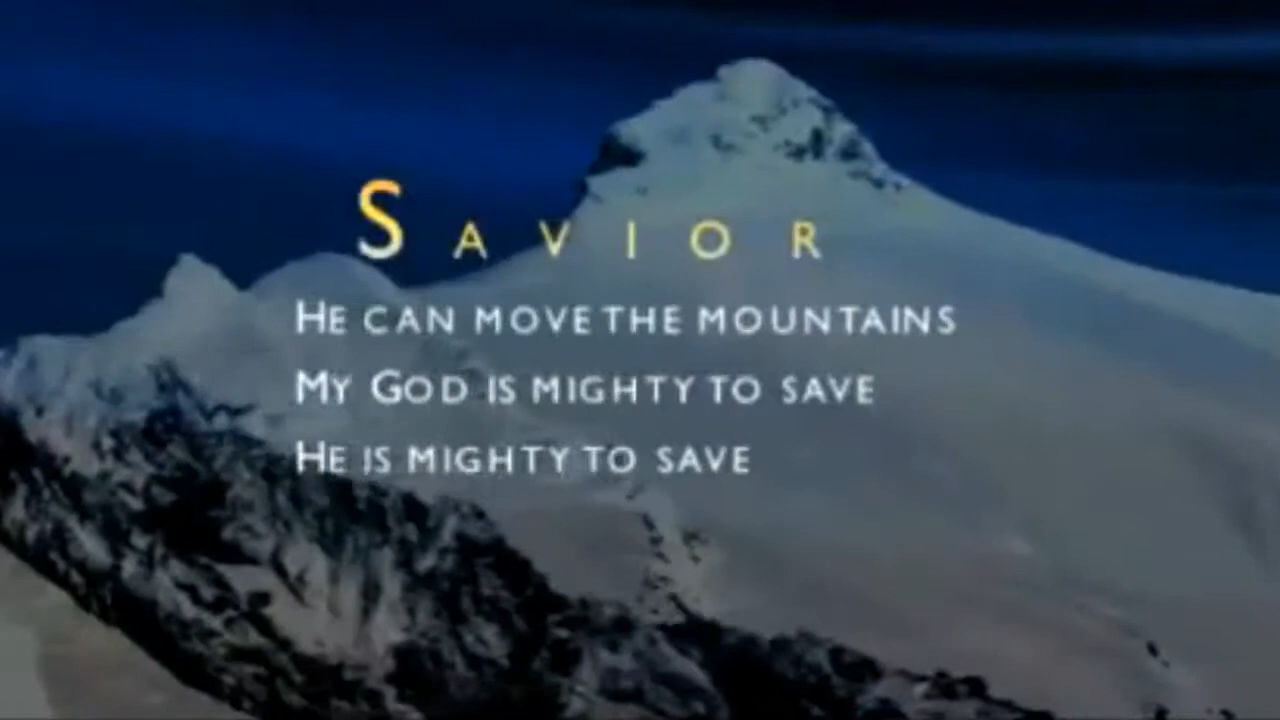 SAVIOR
HE CAN MOVE THE MOUNTAINS
MY GOD IS MIGHTY TO SAVE
HE IS MIGHTY TO SAVE